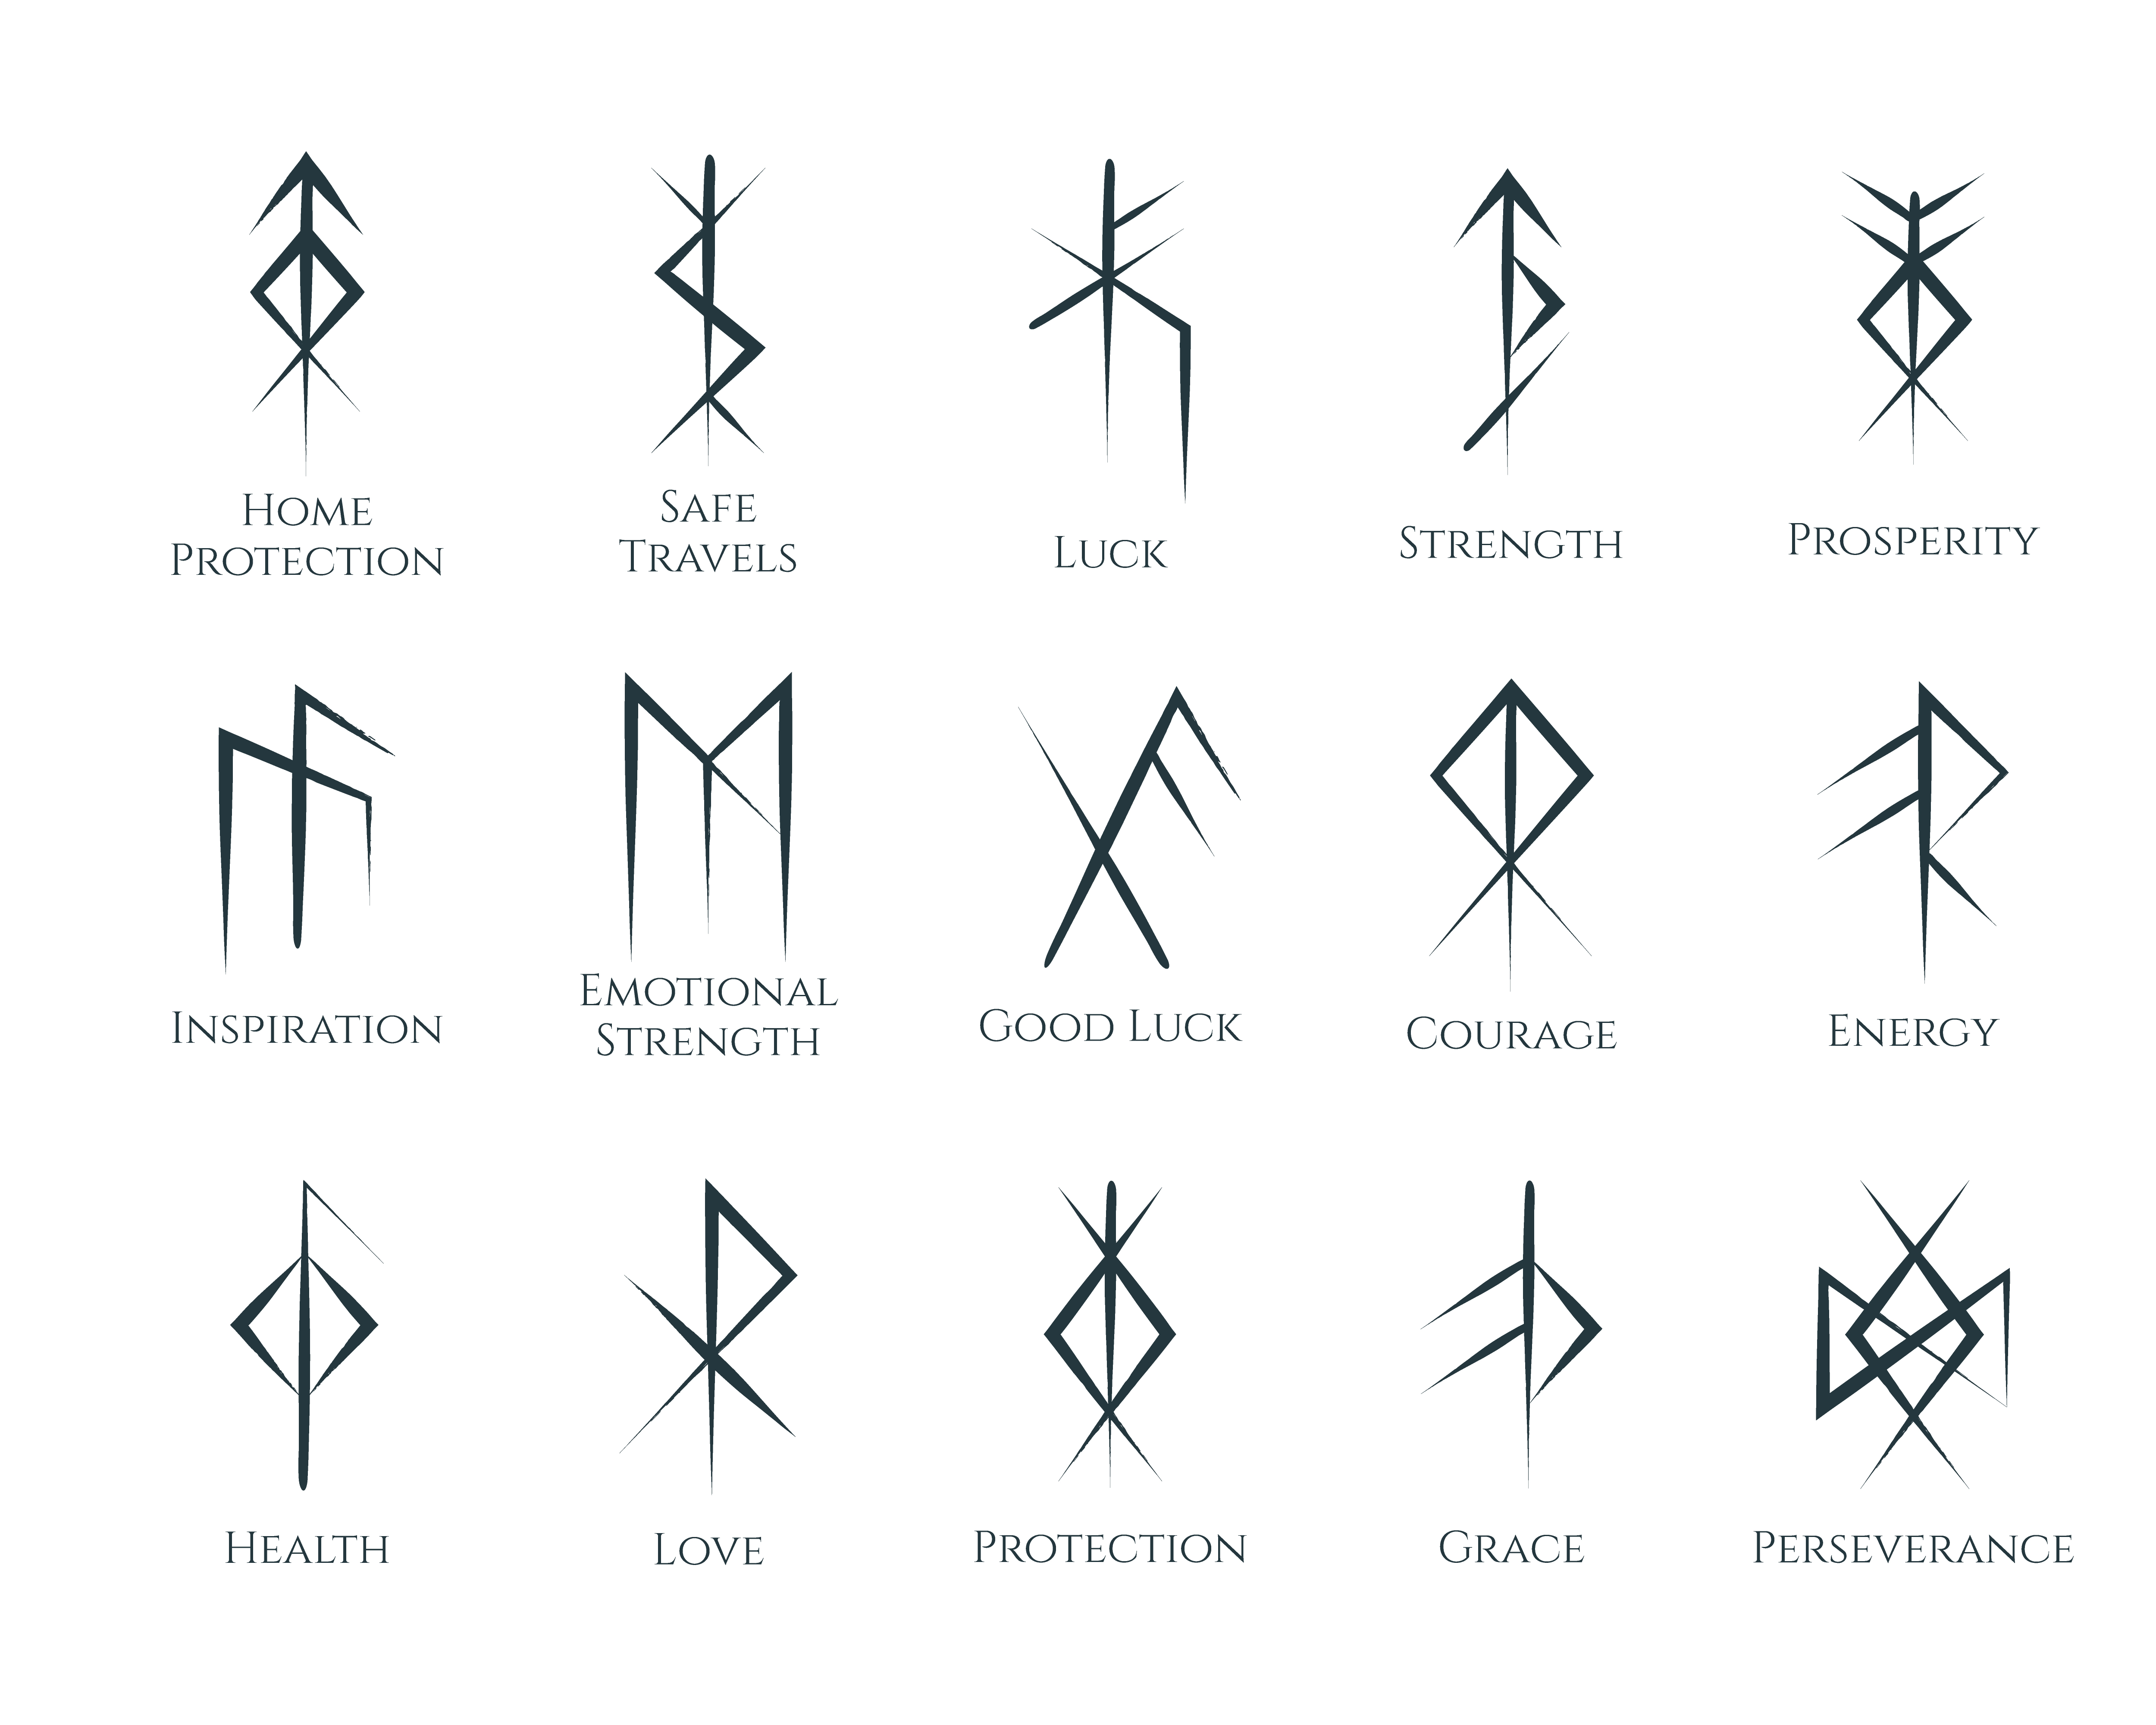 Home
Protection
Safe
Travels
Luck
Strength
Prosperity
Inspiration
Emotional
Strength
Good Luck
Courage
Energy
Health
Love
Protection
Grace
Perseverance